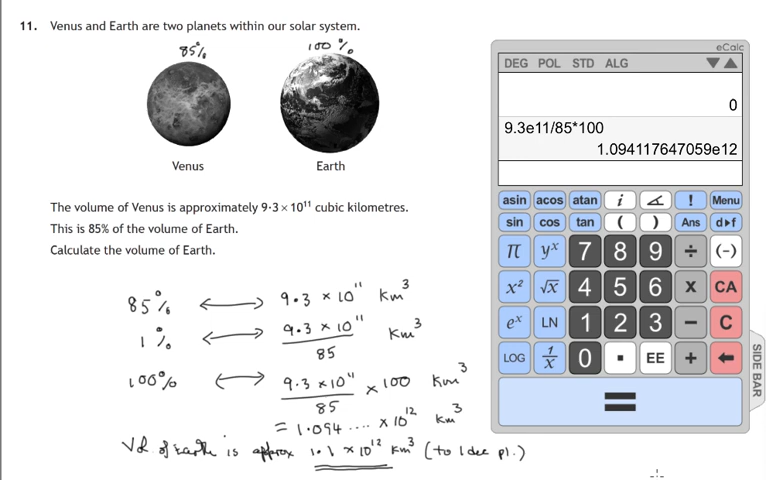 11. Venus and Earth are two planets within our solar system.
85% 100%
Venus Earth
The volume of Venus is approximately 9·3 × 10¹¹ cubic kilometres.
This is 85% of the volume of Earth.
Calculate the volume of Earth.
85% ⟷ 9.3 × 10¹¹ km³
1% ⟷ 9.3 × 10¹¹ km³
85
100% ⟷ 9.3 × 10¹¹ × 100 km³
85
= 1.094 .... × 10¹² km³
Vol of Earth is approx 1.1 × 10¹² km³ (to 1 dec pl.)
eCalc
DEG POL STD ALG
0
9.3e11/85*100
1.094117647059e12
asin acos atan i ∠ ! Menu
sin cos tan ( ) Ans d▸f
π yˣ 7 8 9 ÷ (-)
x² √x 4 5 6 x CA
eˣ LN 1 2 3 − C
LOG 1/x 0 . EE +
=
SIDE BAR